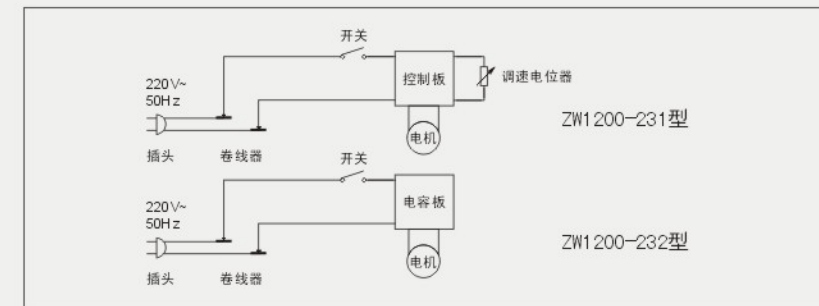 开关
控制板
调速电位器
220V~
50Hz
ZW1200-231型
电机
插头 卷线器
开关
电容板
220V~
50Hz
ZW1200-232型
电机
插头 卷线器